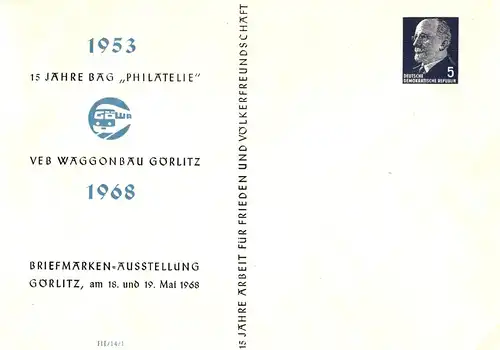 1953
15 JAHRE BAG „PHILATELIE"
GÖWA
VEB WAGGONBAU GÖRLITZ
1968
BRIEFMARKEN-AUSSTELLUNG
GÖRLITZ, am 18. und 19. Mai 1968
III/14/1
15 JAHRE ARBEIT FÜR FRIEDEN UND VÖLKERFREUNDSCHAFT
5
DEUTSCHE
DEMOKRATISCHE REPUBLIK